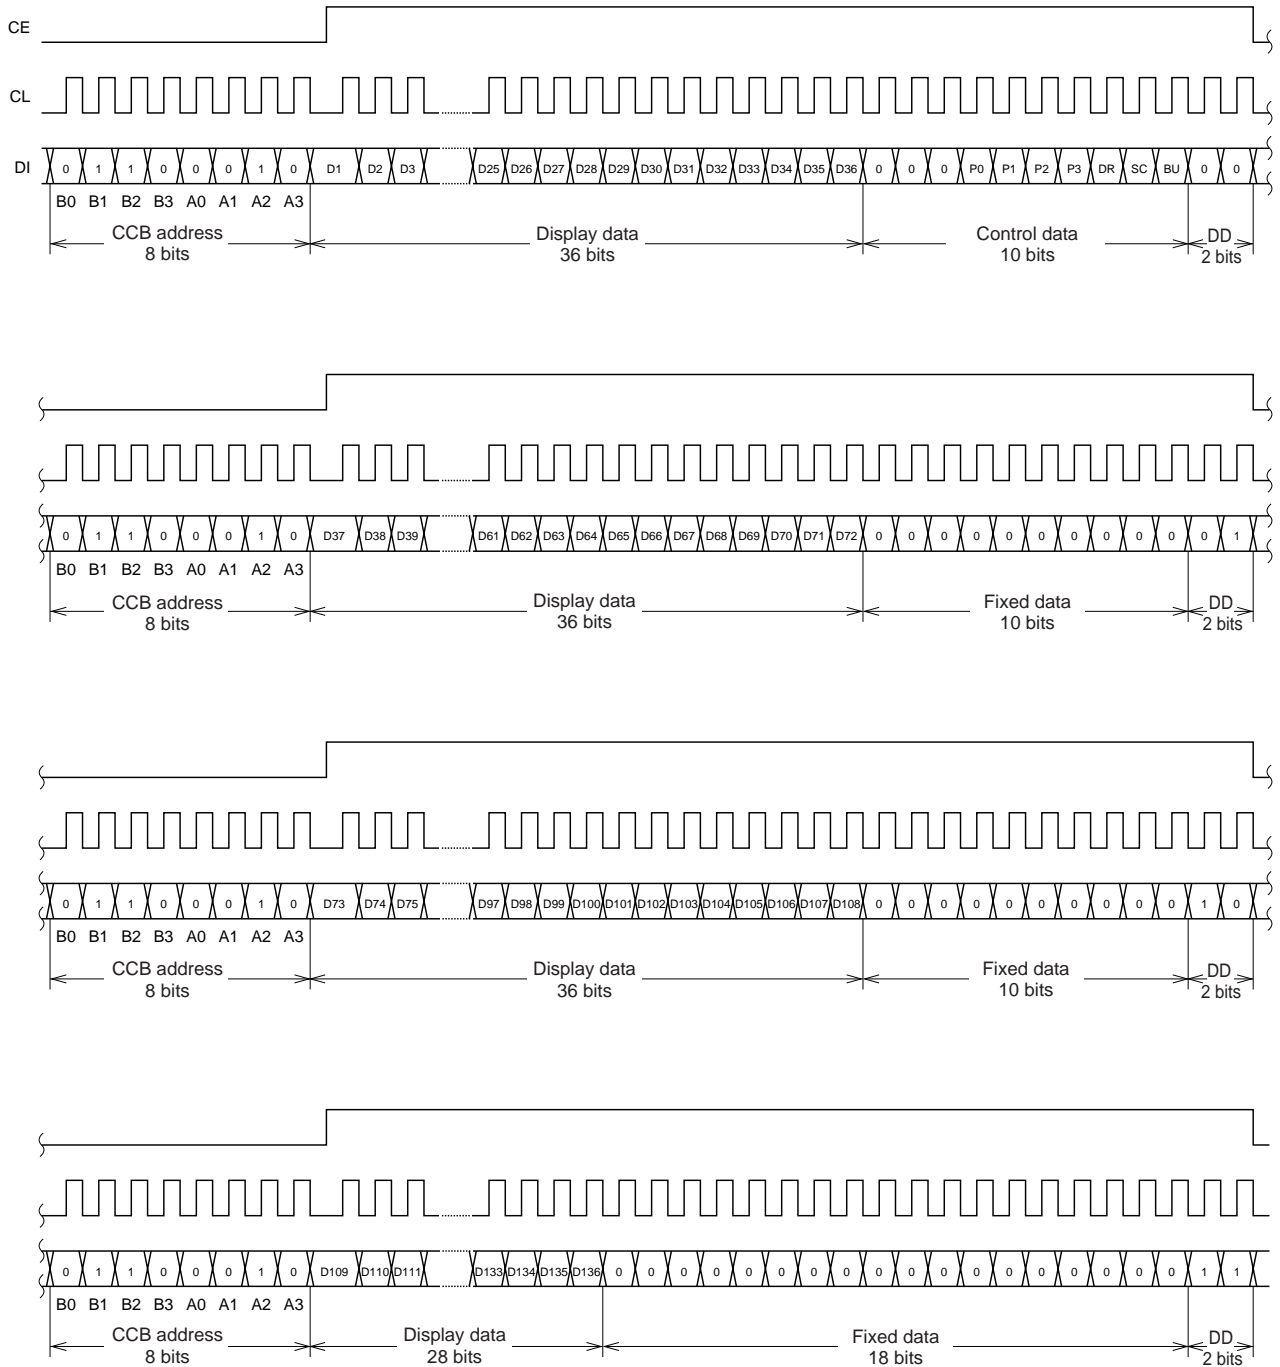 CE
CL
DI 0 1 1 0 0 0 1 0 D1 D2 D3 D25 D26 D27 D28 D29 D30 D31 D32 D33 D34 D35 D36 0 0 0 P0 P1 P2 P3 DR SC BU 0 0
B0 B1 B2 B3 A0 A1 A2 A3
CCB address Display data Control data DD
8 bits 36 bits 10 bits 2 bits
0 1 1 0 0 0 1 0 D37 D38 D39 D61 D62 D63 D64 D65 D66 D67 D68 D69 D70 D71 D72 0 0 0 0 0 0 0 0 0 0 0 1
B0 B1 B2 B3 A0 A1 A2 A3
CCB address Display data Fixed data DD
8 bits 36 bits 10 bits 2 bits
0 1 1 0 0 0 1 0 D73 D74 D75 D97 D98 D99 D100 D101 D102 D103 D104 D105 D106 D107 D108 0 0 0 0 0 0 0 0 0 0 1 0
B0 B1 B2 B3 A0 A1 A2 A3
CCB address Display data Fixed data DD
8 bits 36 bits 10 bits 2 bits
0 1 1 0 0 0 1 0 D109 D110 D111 D133 D134 D135 D136 0 0 0 0 0 0 0 0 0 0 0 0 0 0 0 0 0 0 1 1
B0 B1 B2 B3 A0 A1 A2 A3
CCB address Display data Fixed data DD
8 bits 28 bits 18 bits 2 bits